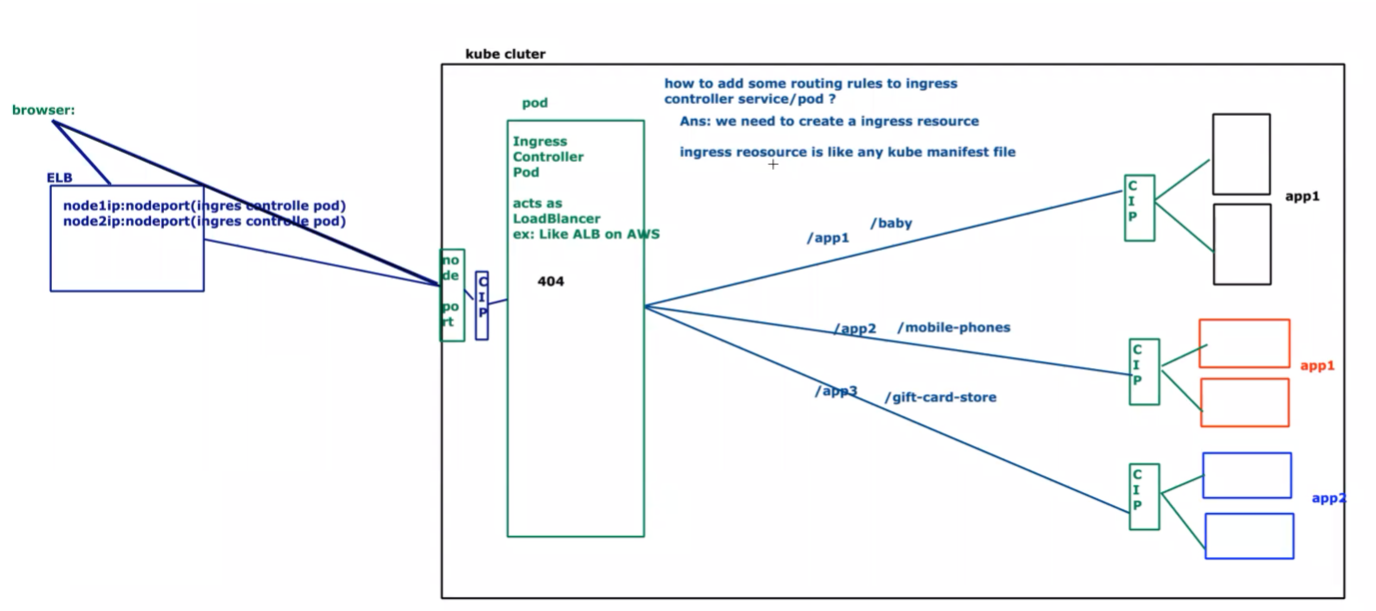 kube cluter
how to add some routing rules to ingress
controller service/pod ?
Ans: we need to create a ingress resource
ingress reosource is like any kube manifest file
browser:
ELB
node1ip:nodeport(ingres controlle pod)
node2ip:nodeport(ingres controlle pod)
no
de
po
rt
C
I
P
pod
Ingress
Controller
Pod
acts as
LoadBlancer
ex: Like ALB on AWS
404
/app1
/baby
/app2
/mobile-phones
/app3
/gift-card-store
C
I
P
app1
C
I
P
app1
C
I
P
app2